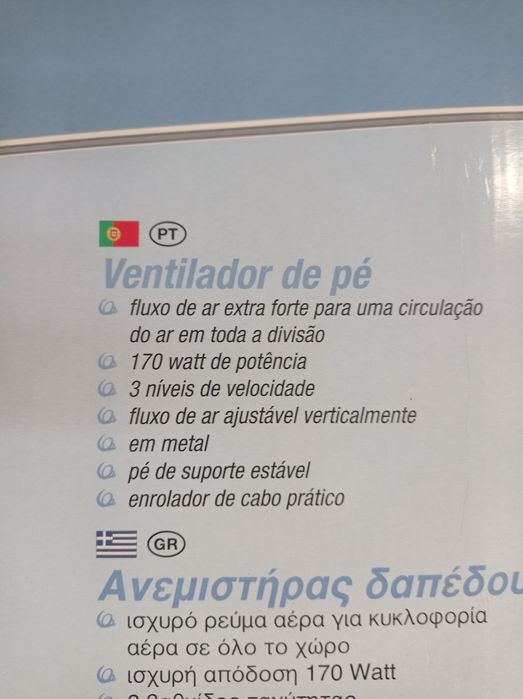 PT
Ventilador de pé
fluxo de ar extra forte para uma circulação
do ar em toda a divisão
170 watt de potência
3 níveis de velocidade
fluxo de ar ajustável verticalmente
em metal
pé de suporte estável
enrolador de cabo prático
GR
Ανεμιστήρας δαπέδου
ισχυρό ρεύμα αέρα για κυκλοφορία
αέρα σε όλο το χώρο
ισχυρή απόδοση 170 Watt